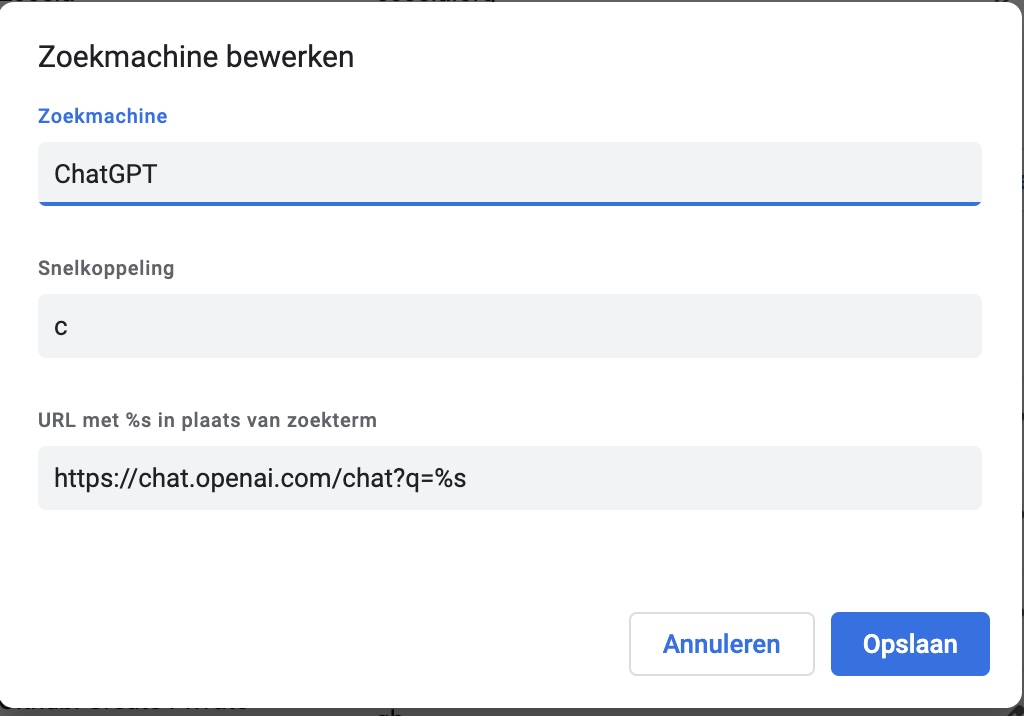 Zoekmachine bewerken
Zoekmachine
ChatGPT
Snelkoppeling
c
URL met %s in plaats van zoekterm
https://chat.openai.com/chat?q=%s
Annuleren
Opslaan